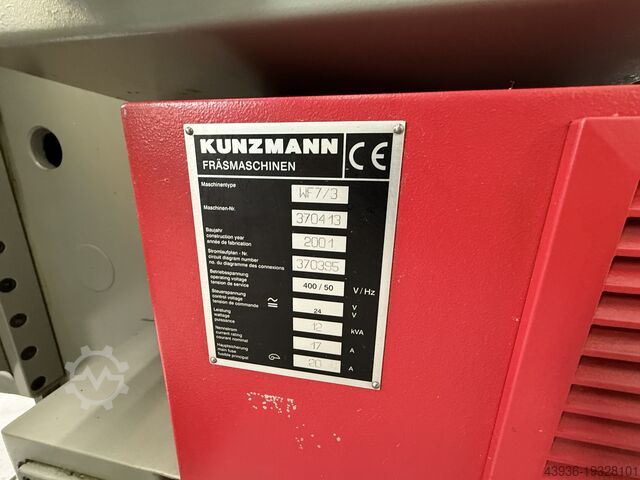 KUNZMANN
FRÄSMASCHINEN
CE
Maschinentype
WF7/3
Maschinen-Nr.
370413
Baujahr
construction year
année de fabrication
2001
Stromlaufplan - Nr.
circuit diagram number
no. du diagramme des connexions
370395
Betriebsspannung
operating voltage
tension de service
400 / 50 V / Hz
Steuerspannung
control voltage
tension de commande
V
24 V
Leistung
wattage
puissance
12 kVA
Nennstrom
current rating
courant nominal
17 A
Hauptsicherung
main fuse
fusible principal
20 A
43936-19328101